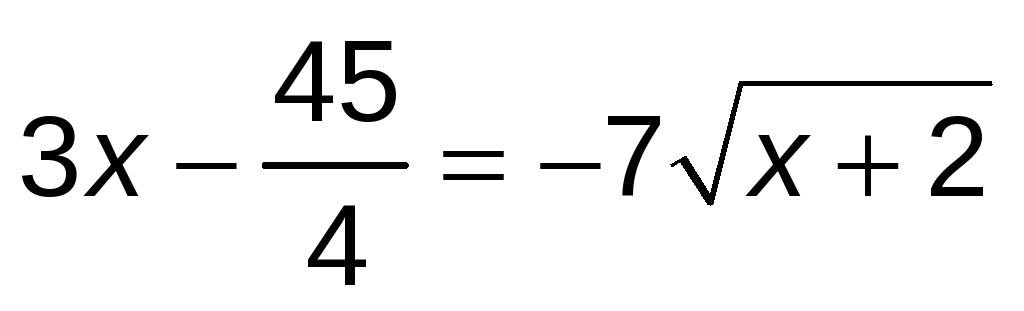 3x − 45/4 = −7√(x + 2)